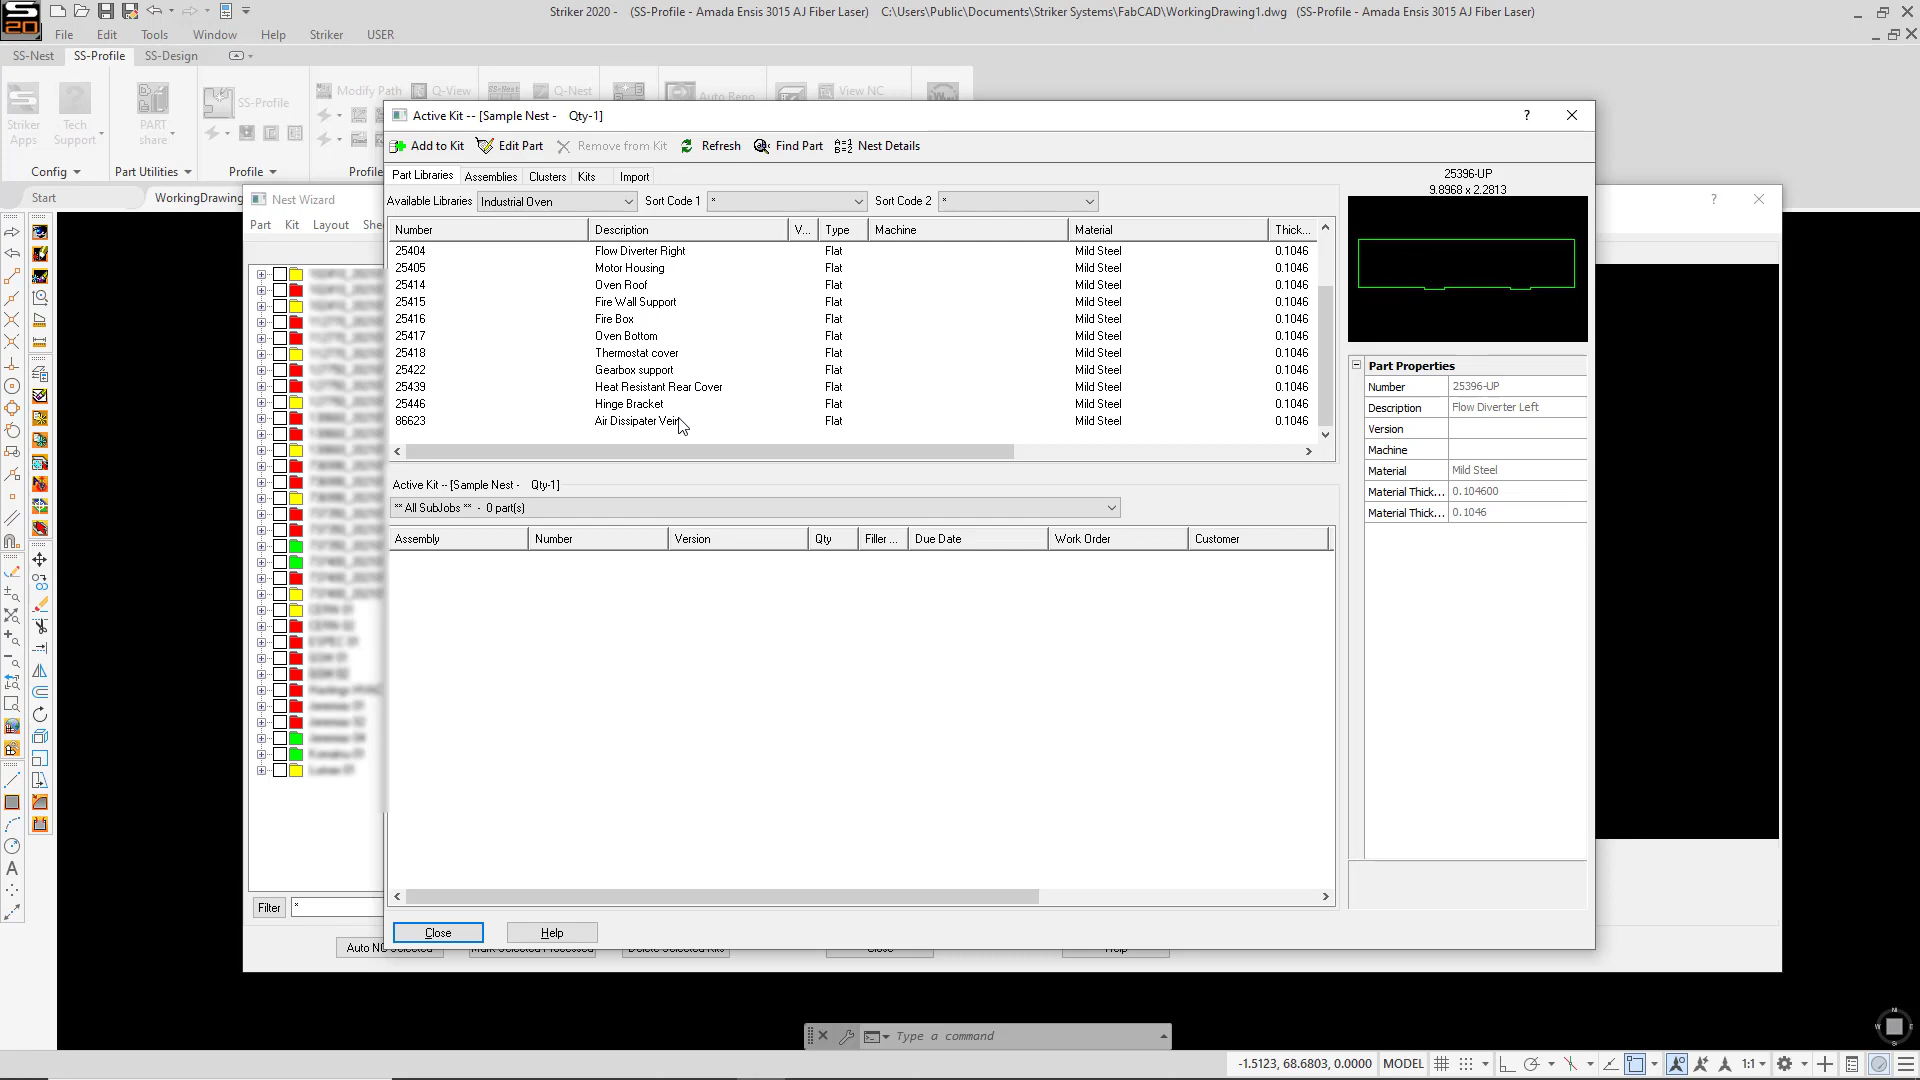 Striker 2020 - (SS-Profile - Amada Ensis 3015 AJ Fiber Laser) C:\Users\Public\Documents\Striker Systems\FabCAD\WorkingDrawing1.dwg (SS-Profile - Amada Ensis 3015 AJ Fiber Laser)
S
20
File Edit Tools Window Help Striker USER
SS-Nest SS-Profile SS-Design
Modify Path Q-View SS-Nest Q-Nest Auto Repo View NC
SS-Profile
Striker Apps
Tech Support
PART share
Config Part Utilities Profile Profile
Start WorkingDrawing
Nest Wizard
Part Kit Layout
Active Kit -- [Sample Nest - Qty-1]
Add to Kit Edit Part Remove from Kit Refresh Find Part Nest Details
Part Libraries Assemblies Clusters Kits Import
Available Libraries Industrial Oven Sort Code 1 * Sort Code 2 *
Number Description V... Type Machine Material Thick...
25404 Flow Diverter Right Flat Mild Steel 0.1046
25405 Motor Housing Flat Mild Steel 0.1046
25414 Oven Roof Flat Mild Steel 0.1046
25415 Fire Wall Support Flat Mild Steel 0.1046
25416 Fire Box Flat Mild Steel 0.1046
25417 Oven Bottom Flat Mild Steel 0.1046
25418 Thermostat cover Flat Mild Steel 0.1046
25422 Gearbox support Flat Mild Steel 0.1046
25439 Heat Resistant Rear Cover Flat Mild Steel 0.1046
25446 Hinge Bracket Flat Mild Steel 0.1046
86623 Air Dissipater Vein Flat Mild Steel 0.1046
25396-UP
9.8968 x 2.2813
Part Properties
Number 25396-UP
Description Flow Diverter Left
Version
Machine
Material Mild Steel
Material Thick... 0.104600
Material Thick... 0.1046
Active Kit -- [Sample Nest - Qty-1]
** All SubJobs ** - 0 part(s)
Assembly Number Version Qty Filler ... Due Date Work Order Customer
Filter *
Close Help
Type a command
-1.5123, 68.6803, 0.0000 MODEL 1:1